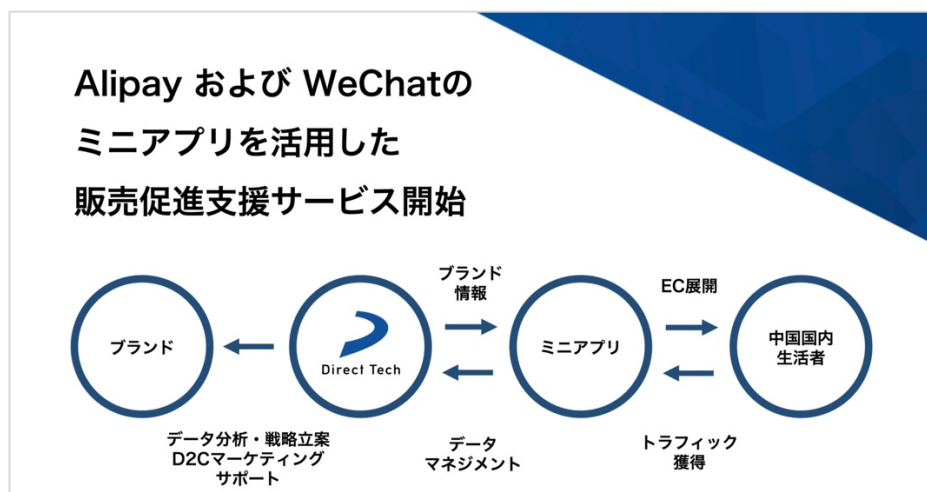 Alipay および WeChatの
ミニアプリを活用した
販売促進支援サービス開始
ブランド
情報
EC展開
ブランド
Direct Tech
ミニアプリ
中国国内
生活者
データ分析・戦略立案
D2Cマーケティング
サポート
データ
マネジメント
トラフィック
獲得